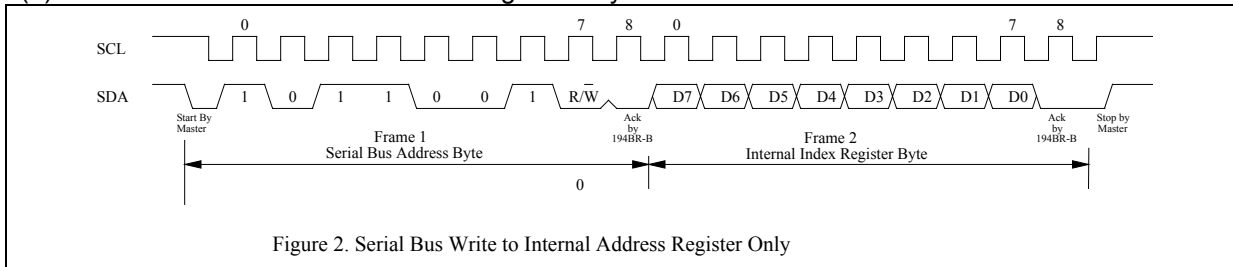 0 7 8 0 7 8
SCL
SDA 1 0 1 1 0 0 1 R/W D7 D6 D5 D4 D3 D2 D1 D0
Start By Master
Ack by 194BR-B
Ack by 194BR-B
Stop by Master
Frame 1
Serial Bus Address Byte
Frame 2
Internal Index Register Byte
0
Figure 2. Serial Bus Write to Internal Address Register Only